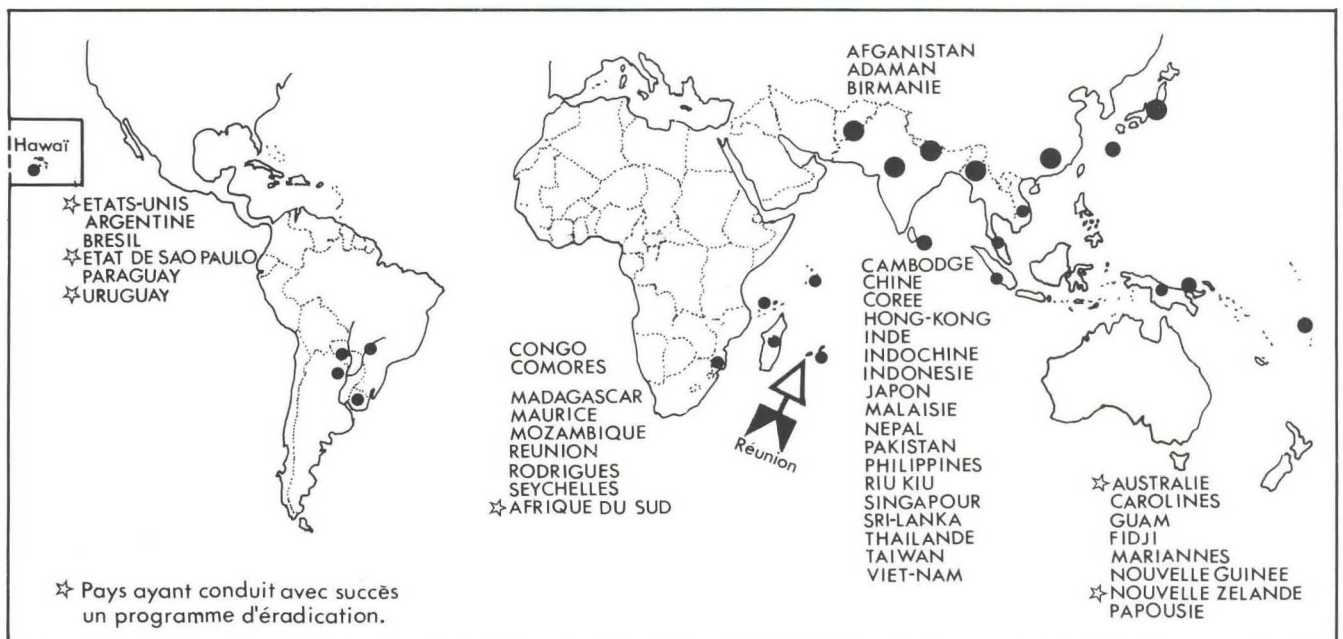 Hawaï
☆ ETATS-UNIS
ARGENTINE
BRESIL
☆ ETAT DE SAO PAULO
PARAGUAY
☆ URUGUAY
CONGO
COMORES
MADAGASCAR
MAURICE
MOZAMBIQUE
REUNION
RODRIGUES
SEYCHELLES
☆ AFRIQUE DU SUD
Réunion
AFGANISTAN
ADAMAN
BIRMANIE
CAMBODGE
CHINE
COREE
HONG-KONG
INDE
INDOCHINE
INDONESIE
JAPON
MALAISIE
NEPAL
PAKISTAN
PHILIPPINES
RIU KIU
SINGAPOUR
SRI-LANKA
THAILANDE
TAIWAN
VIET-NAM
☆ AUSTRALIE
CAROLINES
GUAM
FIDJI
MARIANNES
NOUVELLE GUINEE
☆ NOUVELLE ZELANDE
PAPOUSIE
☆ Pays ayant conduit avec succès
un programme d'éradication.